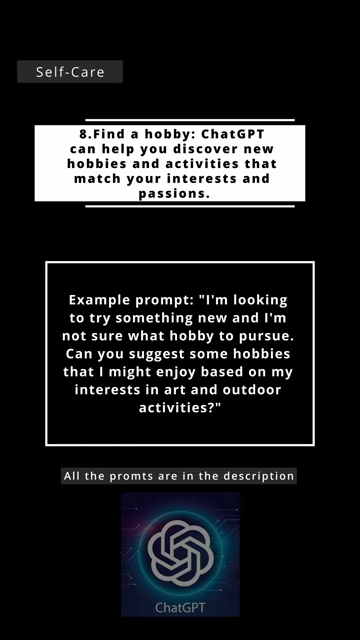 Self-Care
8.Find a hobby: ChatGPT
can help you discover new
hobbies and activities that
match your interests and
passions.
Example prompt: "I'm looking
to try something new and I'm
not sure what hobby to pursue.
Can you suggest some hobbies
that I might enjoy based on my
interests in art and outdoor
activities?"
All the promts are in the description
ChatGPT